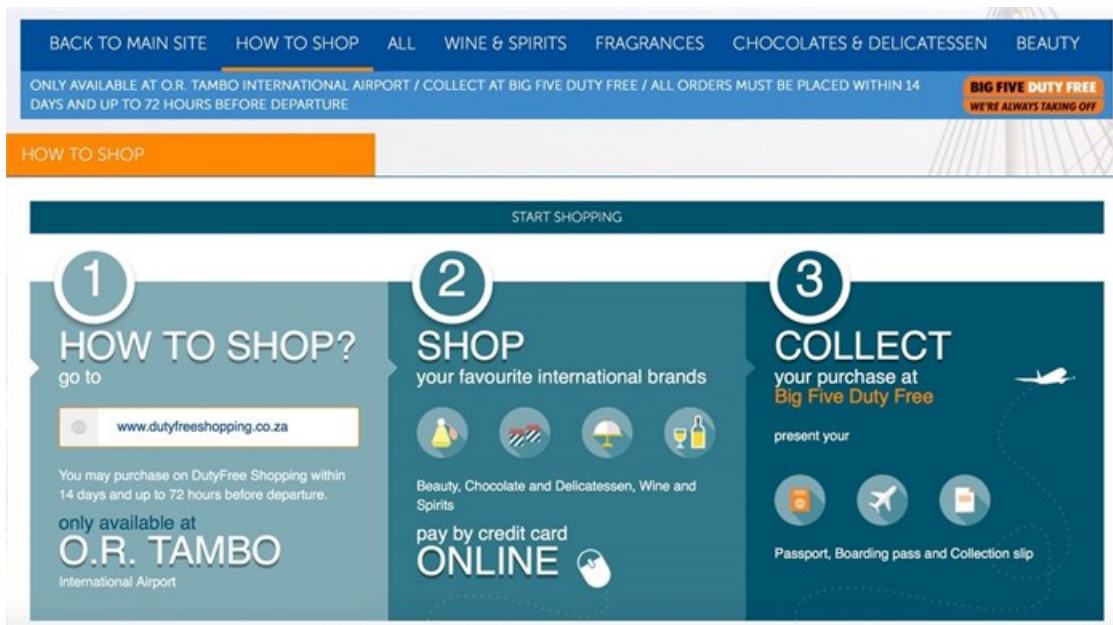 BACK TO MAIN SITE HOW TO SHOP ALL WINE & SPIRITS FRAGRANCES CHOCOLATES & DELICATESSEN BEAUTY
ONLY AVAILABLE AT O.R. TAMBO INTERNATIONAL AIRPORT / COLLECT AT BIG FIVE DUTY FREE / ALL ORDERS MUST BE PLACED WITHIN 14
DAYS AND UP TO 72 HOURS BEFORE DEPARTURE
BIG FIVE DUTY FREE
WE'RE ALWAYS TAKING OFF
HOW TO SHOP
START SHOPPING
1
HOW TO SHOP?
go to
www.dutyfreeshopping.co.za
You may purchase on DutyFree Shopping within
14 days and up to 72 hours before departure.
only available at
O.R. TAMBO
International Airport
2
SHOP
your favourite international brands
Beauty, Chocolate and Delicatessen, Wine and
Spirits
pay by credit card
ONLINE
3
COLLECT
your purchase at
Big Five Duty Free
present your
Passport, Boarding pass and Collection slip